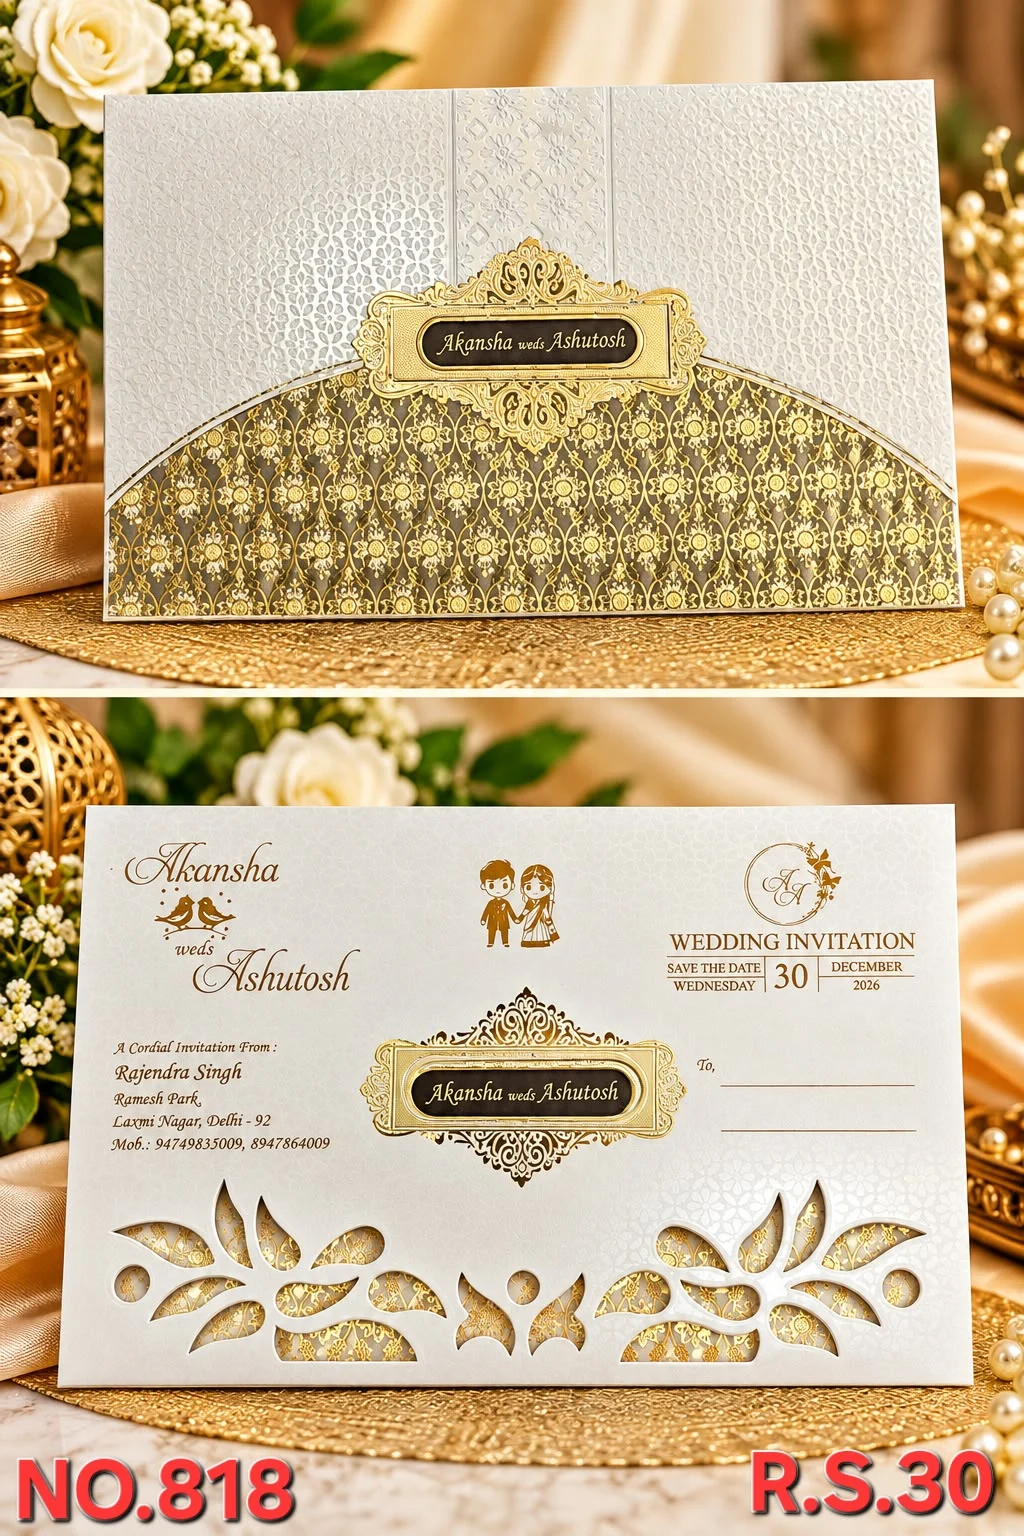 Akansha weds Ashutosh
Akansha
weds
Ashutosh
A Cordial Invitation From :
Rajendra Singh
Ramesh Park,
Laxmi Nagar, Delhi - 92
Mob.: 94749835009, 8947864009
AA
WEDDING INVITATION
SAVE THE DATE
WEDNESDAY
30
DECEMBER
2026
Akansha weds Ashutosh
To,
NO.818
R.S.30